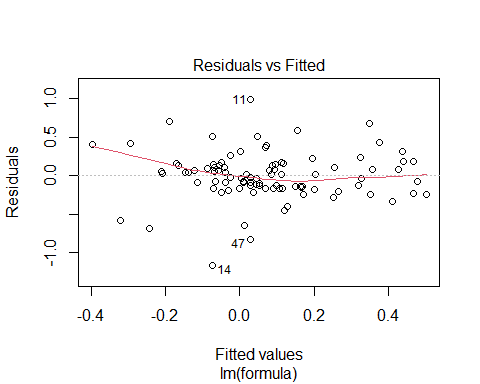 Residuals vs Fitted
Residuals
1.0
0.5
0.0
-1.0
11
47
14
-0.4 -0.2 0.0 0.2 0.4
Fitted values
lm(formula)